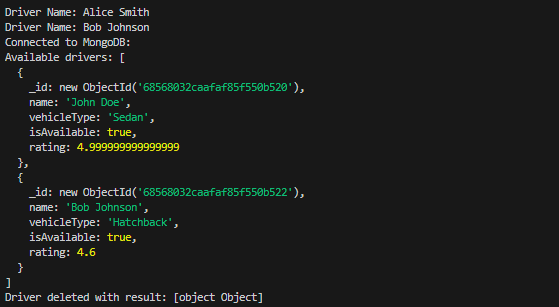 Driver Name: Alice Smith
Driver Name: Bob Johnson
Connected to MongoDB:
Available drivers: [
  {
    _id: new ObjectId('68568032caafaf85f550b520'),
    name: 'John Doe',
    vehicleType: 'Sedan',
    isAvailable: true,
    rating: 4.999999999999999
  },
  {
    _id: new ObjectId('68568032caafaf85f550b522'),
    name: 'Bob Johnson',
    vehicleType: 'Hatchback',
    isAvailable: true,
    rating: 4.6
  }
]
Driver deleted with result: [object Object]